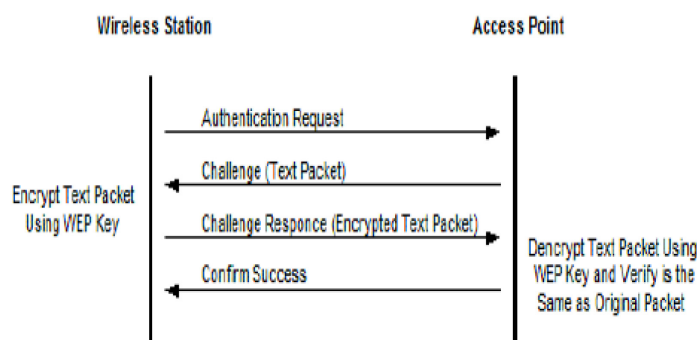 Wireless Station
Access Point
Authentication Request
Challenge (Text Packet)
Encrypt Text Packet
Using WEP Key
Challenge Responce (Encrypted Text Packet)
Dencrypt Text Packet Using
WEP Key and Verify is the
Same as Original Packet
Confirm Success